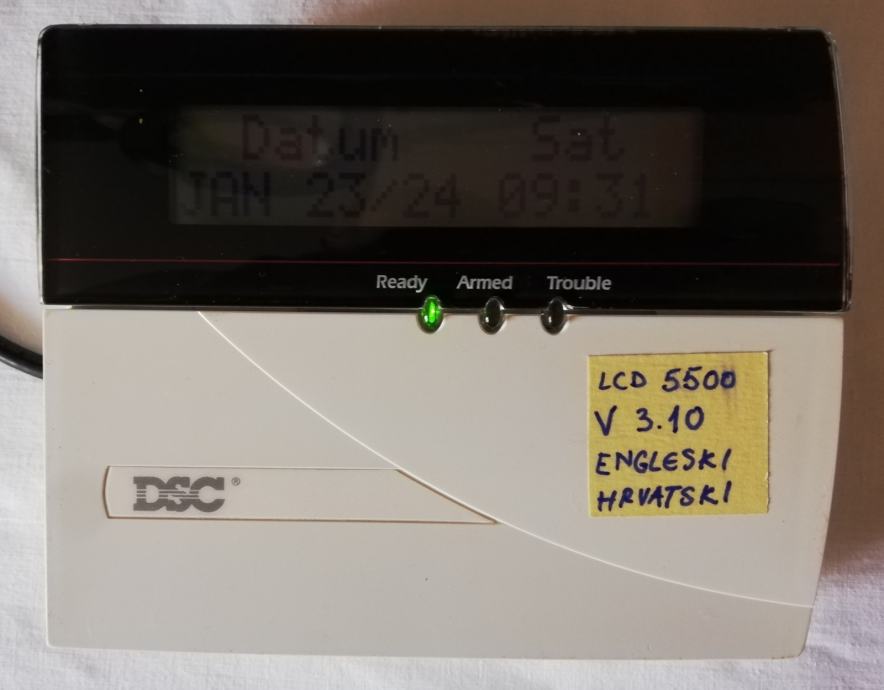 Datum Sat
JAN 23/24 09:31
Ready Armed Trouble
LCD 5500
V 3.10
ENGLESKI
HRVATSKI
DSC®